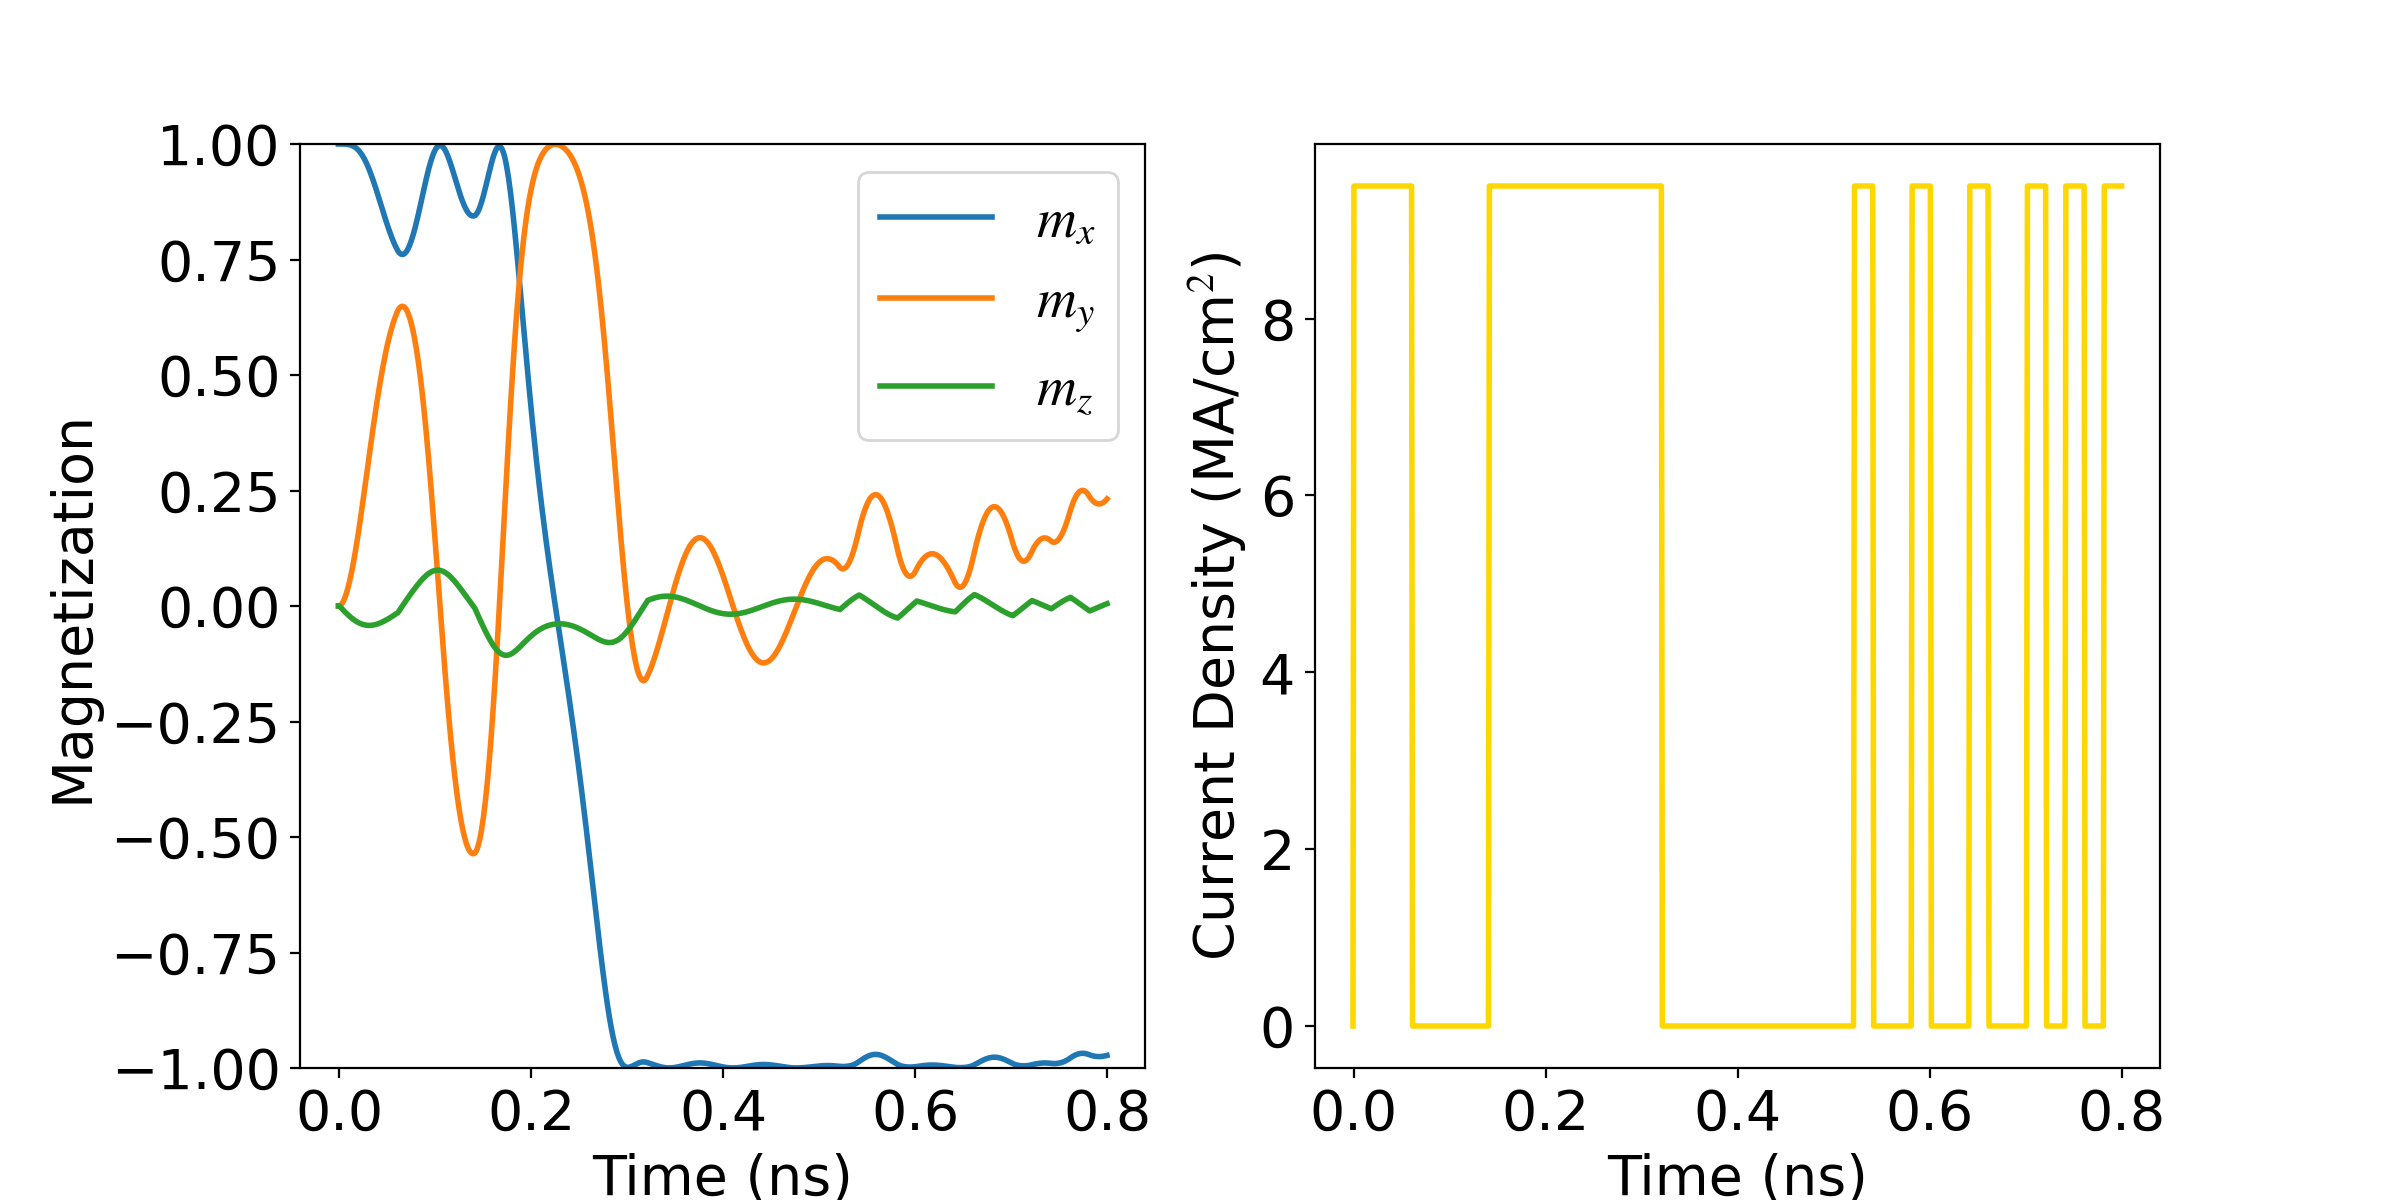 Magnetization
1.00
0.75
0.50
0.25
0.00
−0.25
−0.50
−0.75
−1.00
0.0 0.2 0.4 0.6 0.8
Time (ns)
mₓ
m_y
m_z
Current Density (MA/cm²)
8
6
4
2
0
0.0 0.2 0.4 0.6 0.8
Time (ns)